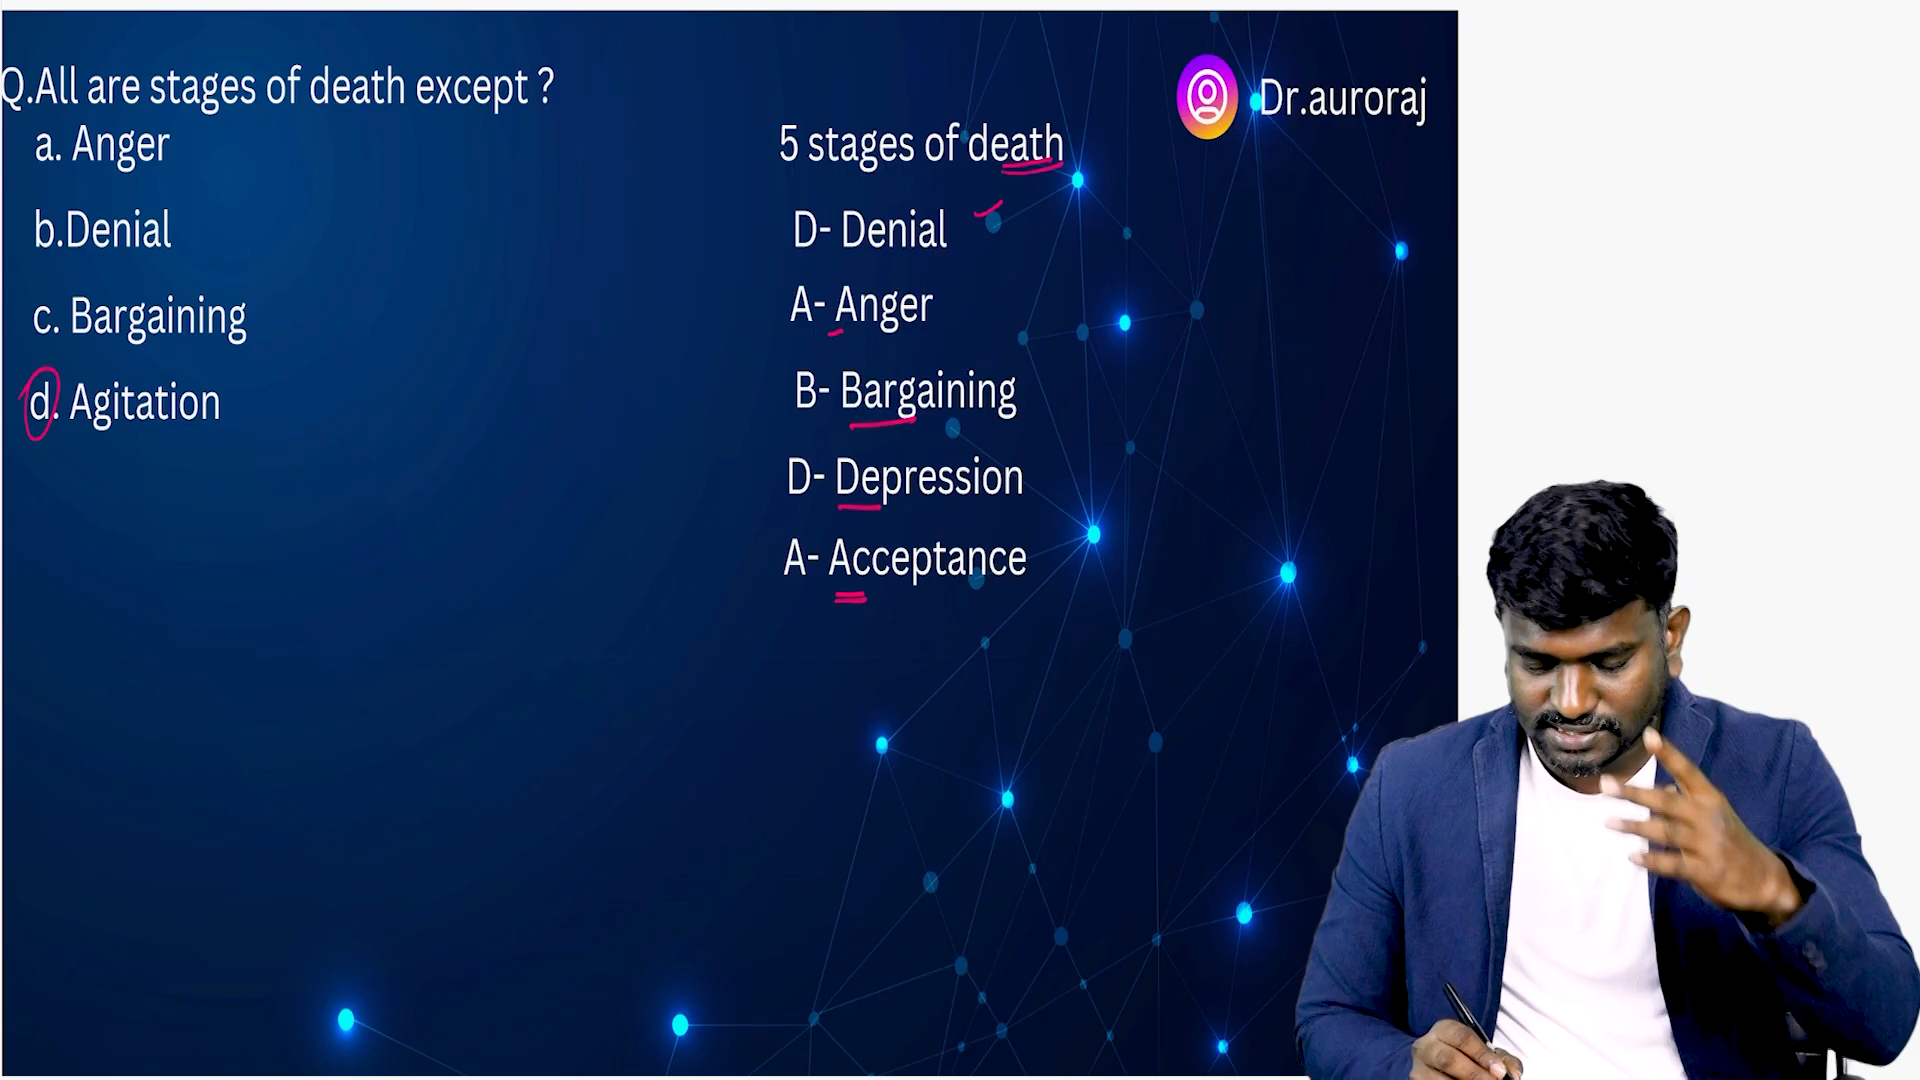 Q.All are stages of death except ?
a. Anger
b.Denial
c. Bargaining
d. Agitation
Dr.auroraj
5 stages of death
D- Denial
A- Anger
B- Bargaining
D- Depression
A- Acceptance